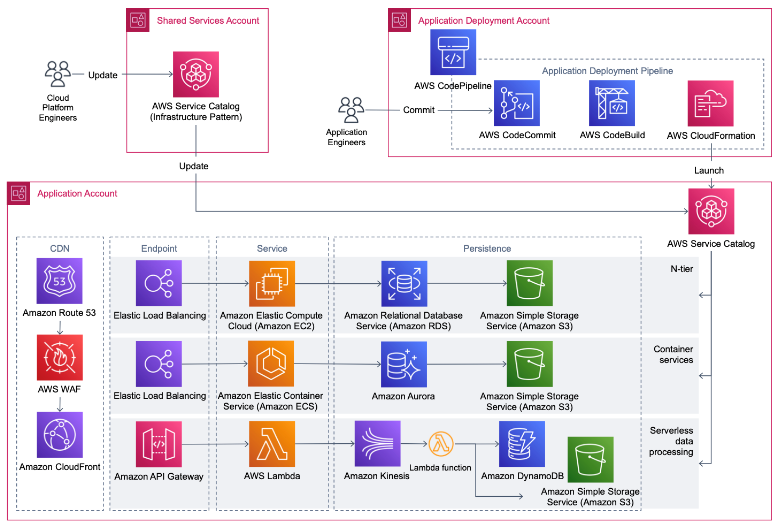 Shared Services Account
Cloud
Platform
Engineers
Update
AWS Service Catalog
(Infrastructure Pattern)
Update
Application Deployment Account
AWS CodePipeline
Application Deployment Pipeline
Application
Engineers
Commit
AWS CodeCommit
AWS CodeBuild
AWS CloudFormation
Launch
Application Account
AWS Service Catalog
CDN
53
Amazon Route 53
AWS WAF
Amazon CloudFront
Endpoint
Service
Persistence
N-tier
Elastic Load Balancing
Amazon Elastic Compute
Cloud (Amazon EC2)
Amazon Relational Database
Service (Amazon RDS)
Amazon Simple Storage
Service (Amazon S3)
Container
services
Elastic Load Balancing
Amazon Elastic Container
Service (Amazon ECS)
Amazon Aurora
Amazon Simple Storage
Service (Amazon S3)
Serverless
data
processing
Amazon API Gateway
AWS Lambda
Amazon Kinesis
Lambda function
Amazon DynamoDB
Amazon Simple Storage
Service (Amazon S3)